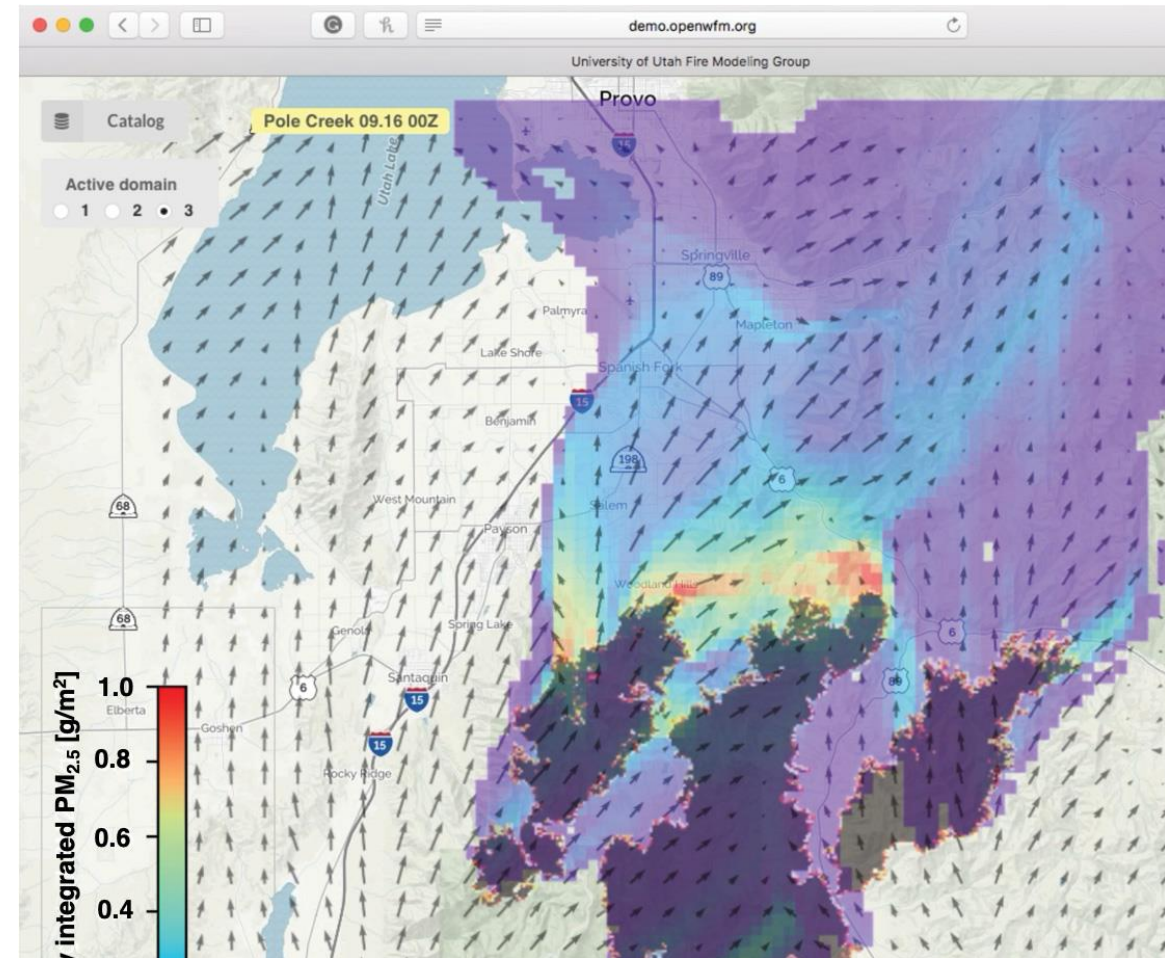 demo.openwfm.org
University of Utah Fire Modeling Group
Provo
Catalog
Pole Creek 09.16 00Z
15
Utah Lake
Active domain
1 2 3
Springville
89
Palmyra
Mapleton
Lake Shore
Spanish Fork
15
Benjamin
198
6
West Mountain
Salem
68
Payson
Woodland Hills
68
Genola
Spring Lake
6
Santaquin
6
89
15
Elberta
Goshen
15
Rocky Ridge
integrated PM2.5 [g/m²]
1.0
0.8
0.6
0.4